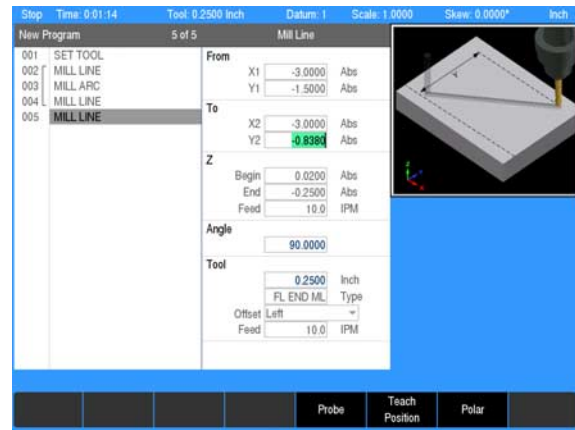 Stop Time: 0:01:14 Tool: 0.2500 Inch Datum: 1 Scale: 1.0000 Skew: 0.0000° Inch
New Program 5 of 5 Mill Line
001 SET TOOL
002 MILL LINE
003 MILL ARC
004 MILL LINE
005 MILL LINE
From
X1 -3.0000 Abs
Y1 -1.5000 Abs
To
X2 -3.0000 Abs
Y2 -0.8380 Abs
Z
Begin 0.0200 Abs
End -0.2500 Abs
Feed 10.0 IPM
Angle
90.0000
Tool
0.2500 Inch
FL END ML Type
Offset Left
Feed 10.0 IPM
Probe Teach Position Polar